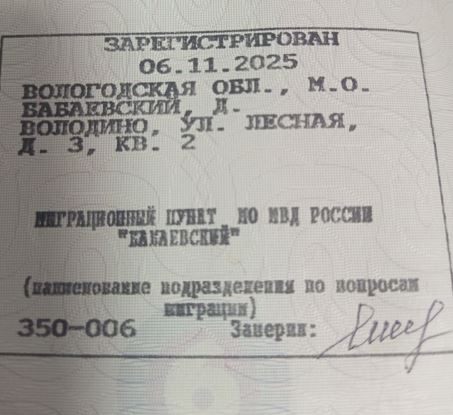 ЗАРЕГИСТРИРОВАН
06.11.2025
ВОЛОГОДСКАЯ ОБЛ., М.О.
БАБАЕВСКИЙ, Д.
ВОЛОДИНО, УЛ. ЛЕСНАЯ,
Д. 3, КВ. 2
МИГРАЦИОННЫЙ ПУНКТ МО МВД РОССИИ
"БАБАЕВСКИЙ"
(наименование подразделения по вопросам
миграции)
350-006 Заверил: